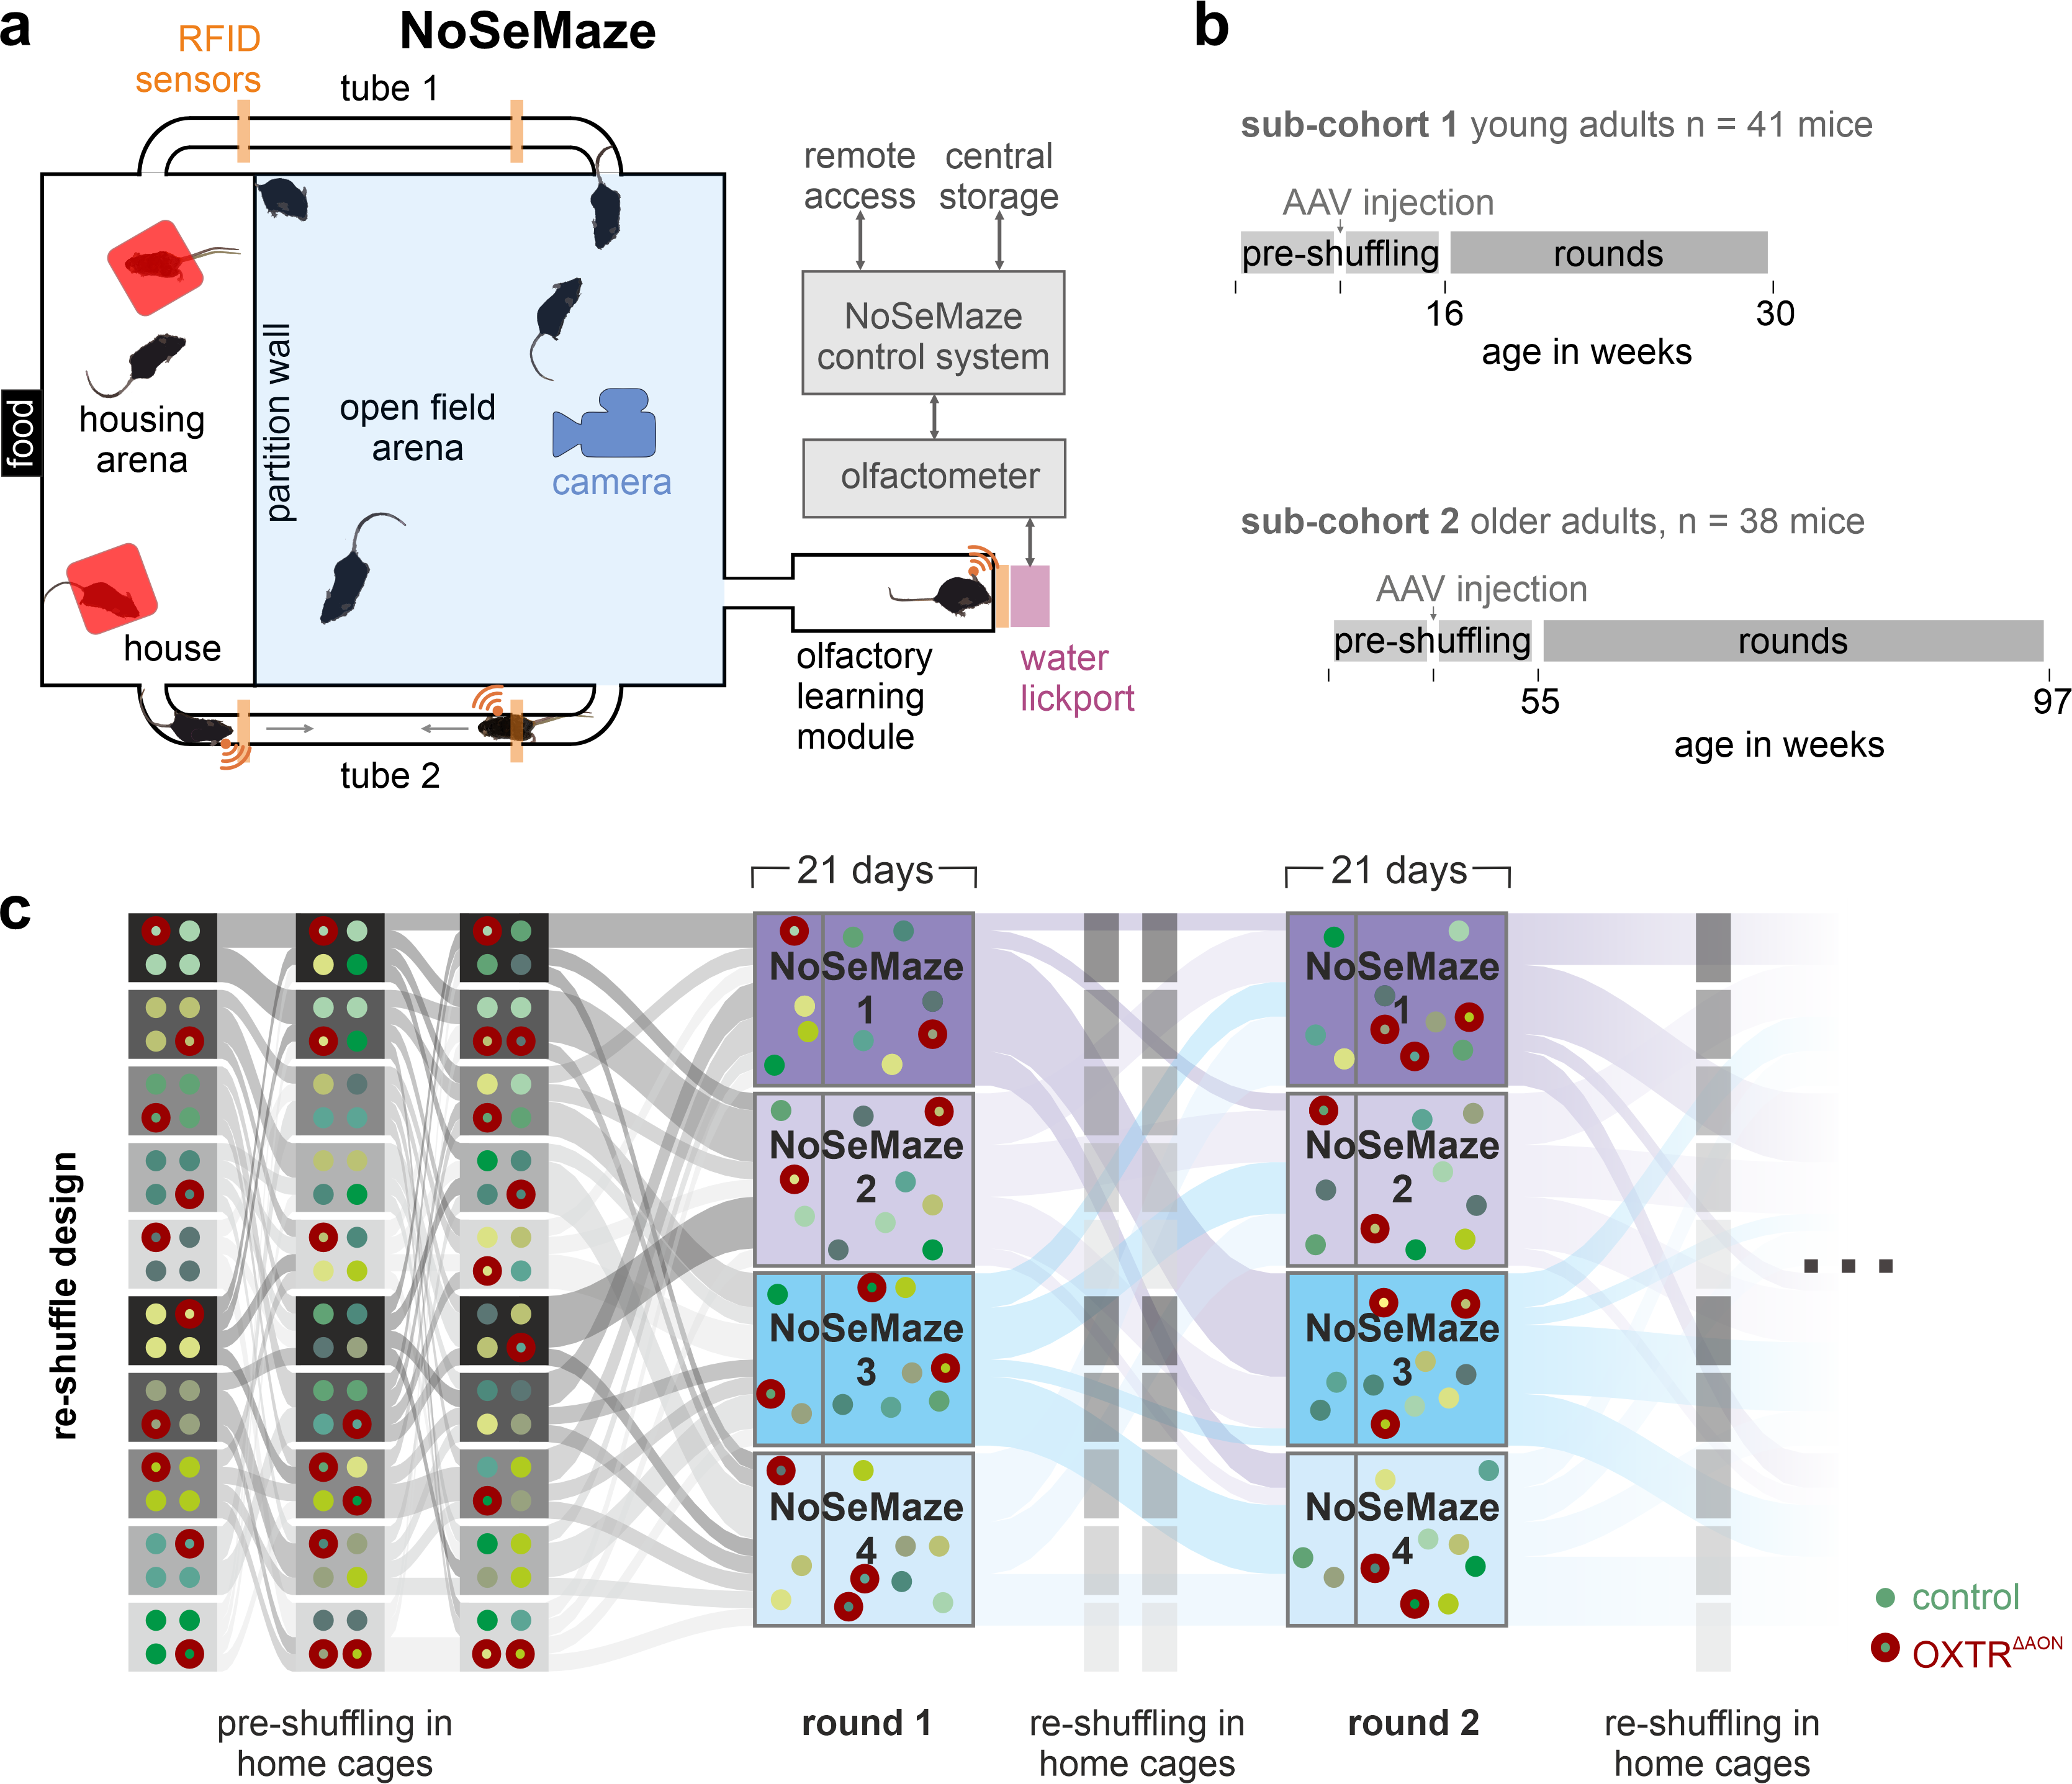 a
NoSeMaze
RFID
sensors
tube 1
food
housing
arena
house
partition wall
open field
arena
camera
tube 2
remote
access
central
storage
NoSeMaze
control system
olfactometer
olfactory
learning
module
water
lickport
b
sub-cohort 1 young adults n = 41 mice
AAV injection
pre-shuffling
rounds
16
30
age in weeks
sub-cohort 2 older adults, n = 38 mice
AAV injection
pre-shuffling
rounds
55
97
age in weeks
c
re-shuffle design
21 days
21 days
NoSeMaze
1
NoSeMaze
2
NoSeMaze
3
NoSeMaze
4
NoSeMaze
1
NoSeMaze
2
NoSeMaze
3
NoSeMaze
4
control
OXTRΔAON
pre-shuffling in
home cages
round 1
re-shuffling in
home cages
round 2
re-shuffling in
home cages